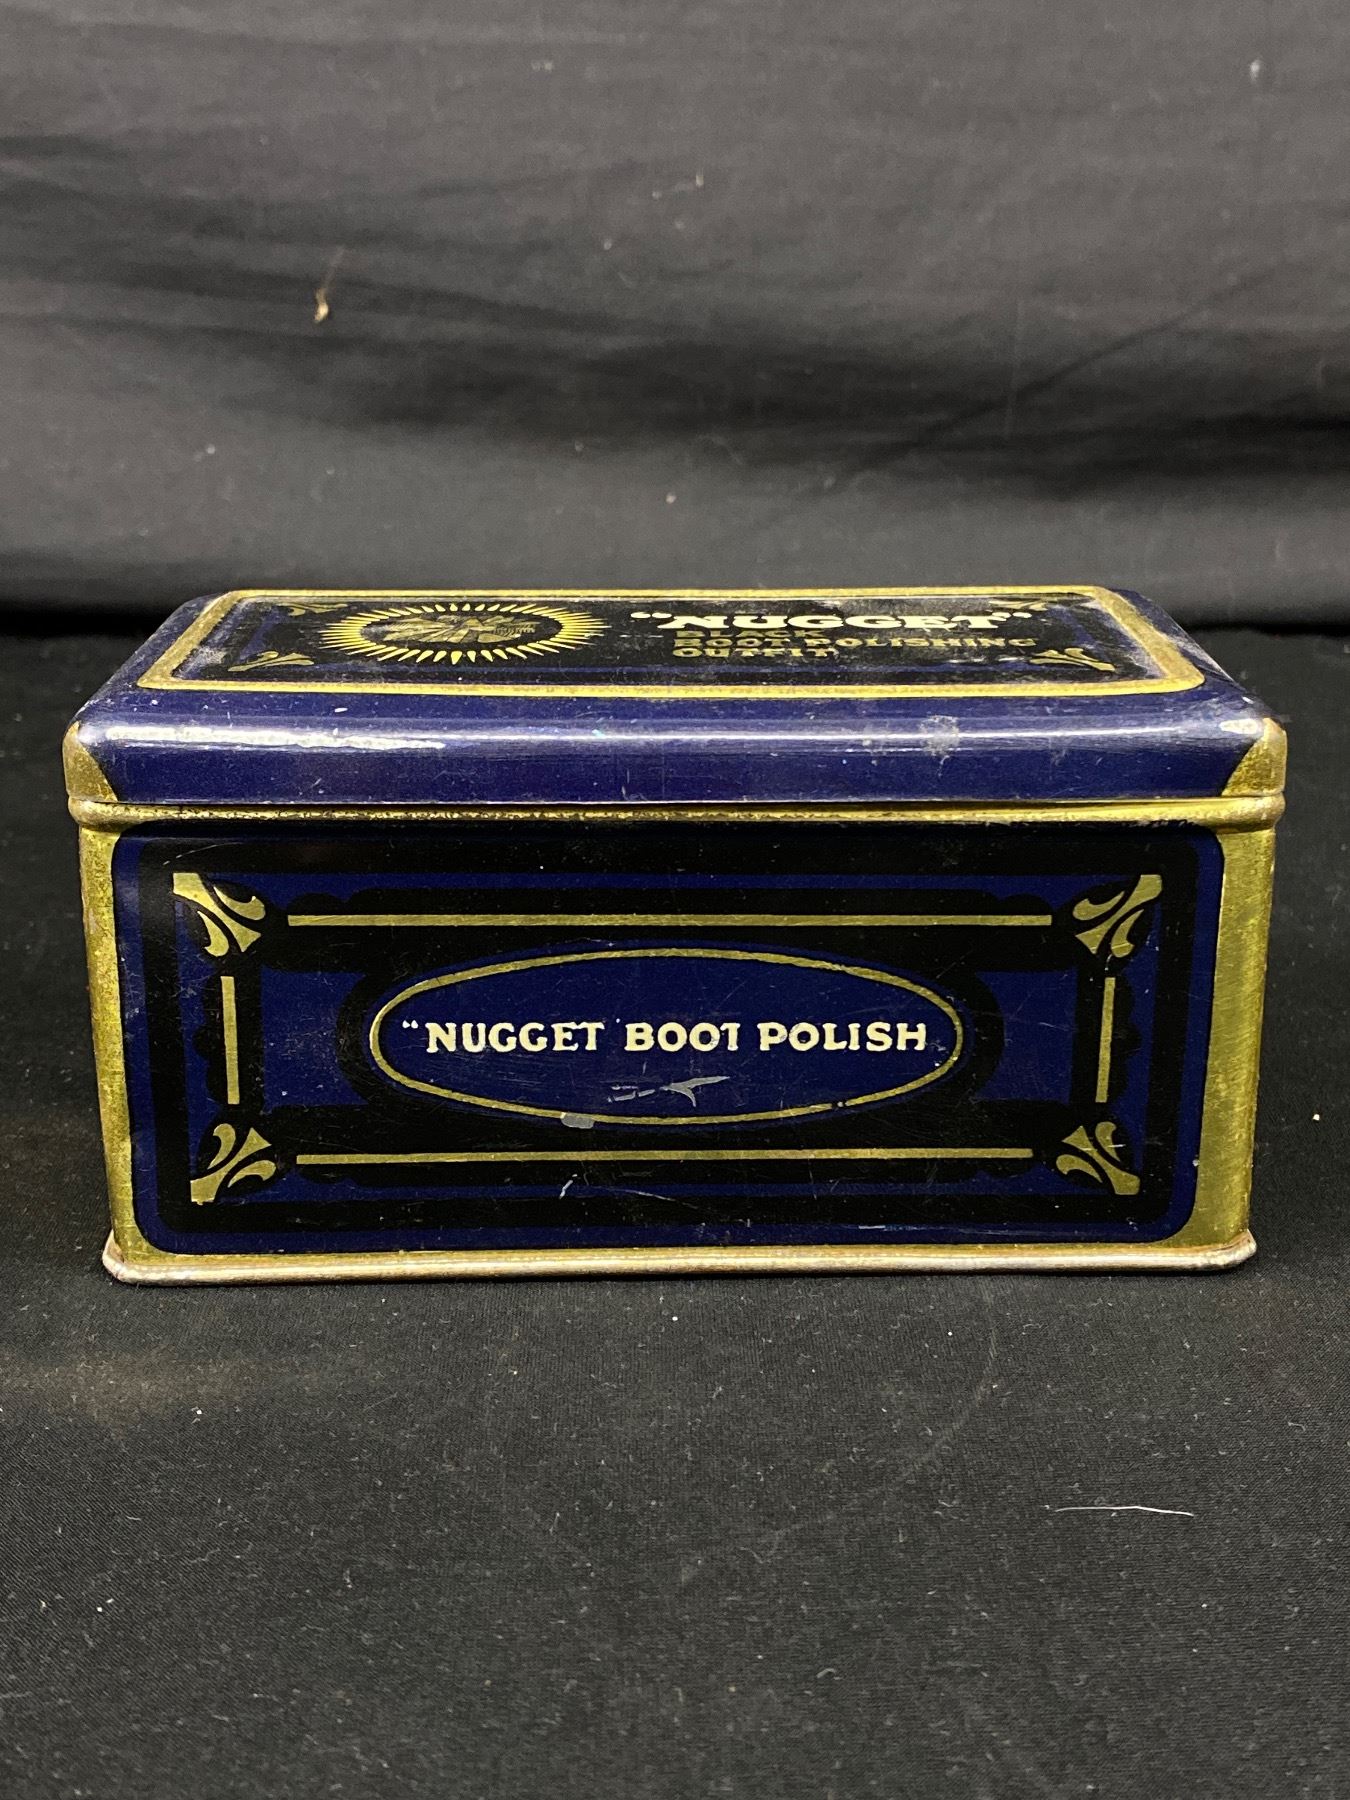 "NUGGET"
BLACK
BOOT POLISHING
OUTFIT
"NUGGET" BOOT POLISH